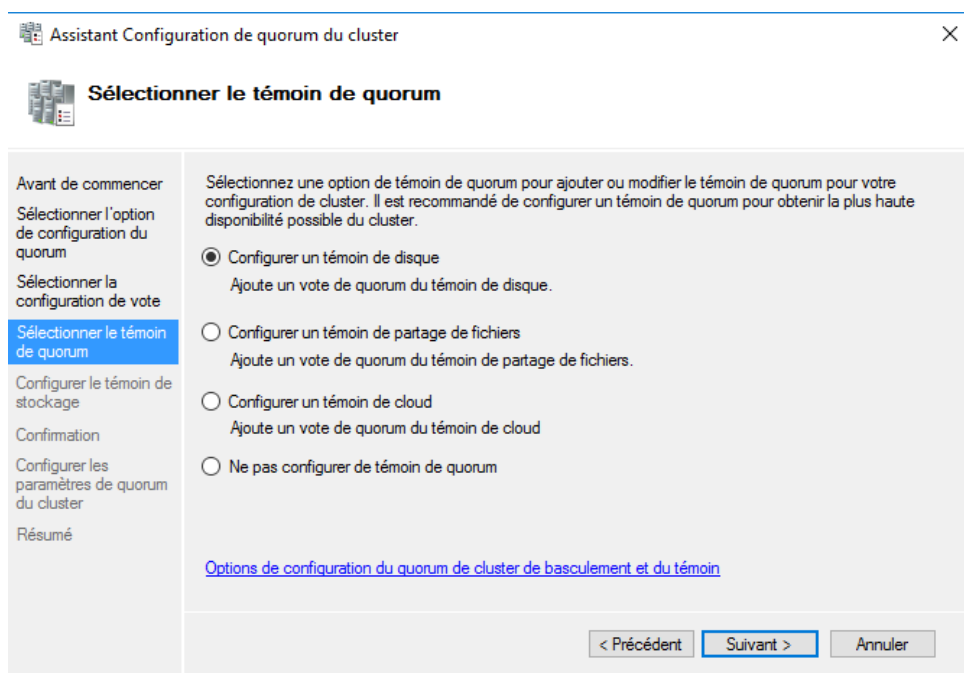 Assistant Configuration de quorum du cluster
Sélectionner le témoin de quorum
Avant de commencer
Sélectionner l'option
de configuration du
quorum
Sélectionner la
configuration de vote
Sélectionner le témoin
de quorum
Configurer le témoin de
stockage
Confirmation
Configurer les
paramètres de quorum
du cluster
Résumé
Sélectionnez une option de témoin de quorum pour ajouter ou modifier le témoin de quorum pour votre
configuration de cluster. Il est recommandé de configurer un témoin de quorum pour obtenir la plus haute
disponibilité possible du cluster.
Configurer un témoin de disque
Ajoute un vote de quorum du témoin de disque.
Configurer un témoin de partage de fichiers
Ajoute un vote de quorum du témoin de partage de fichiers.
Configurer un témoin de cloud
Ajoute un vote de quorum du témoin de cloud
Ne pas configurer de témoin de quorum
Options de configuration du quorum de cluster de basculement et du témoin
< Précédent
Suivant >
Annuler